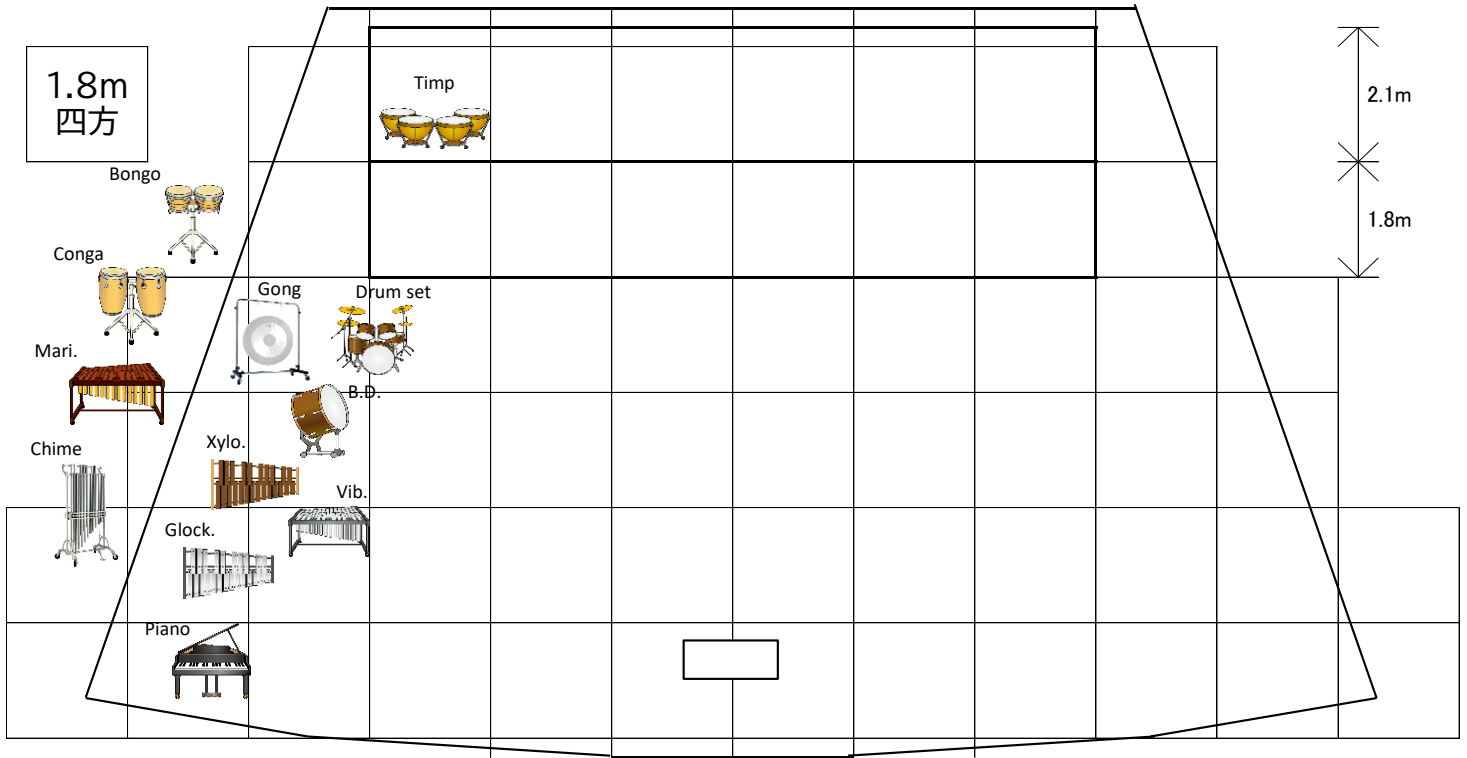 1.8m
四方
Timp
2.1m
Bongo
1.8m
Conga
Gong
Drum set
Mari.
B.D.
Chime
Xylo.
Vib.
Glock.
Piano